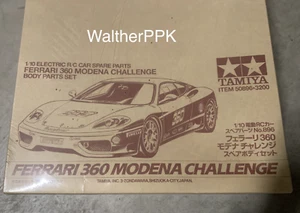 WaltherPPK
1/10 ELECTRIC R/C CAR SPARE PARTS
FERRARI 360 MODENA CHALLENGE
BODY PARTS SET
TAMIYA
ITEM 50896-3200
360
1/10 電動RCカー
スペアパーツ No.896
フェラーリ360
モデナ チャレンジ
スペアボディセット
FERRARI 360 MODENA CHALLENGE